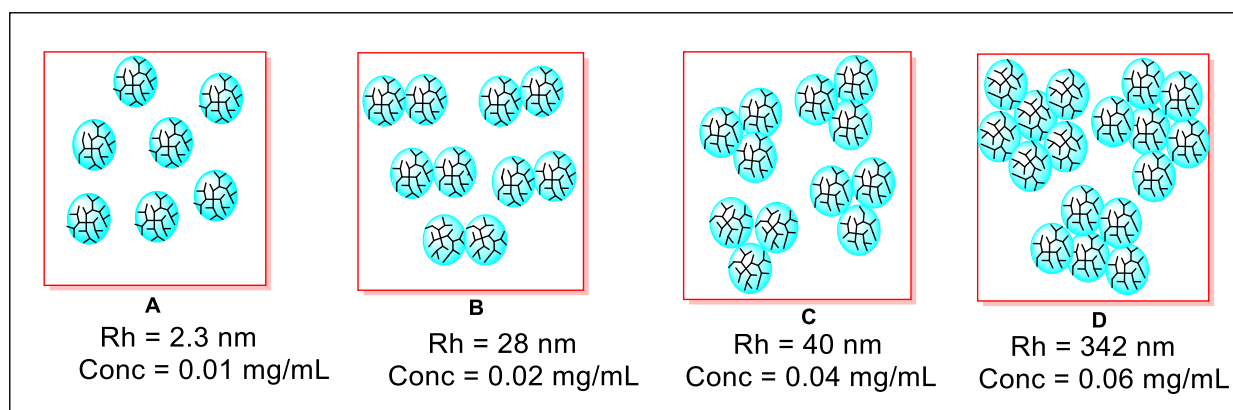 A
Rh = 2.3 nm
Conc = 0.01 mg/mL
B
Rh = 28 nm
Conc = 0.02 mg/mL
C
Rh = 40 nm
Conc = 0.04 mg/mL
D
Rh = 342 nm
Conc = 0.06 mg/mL